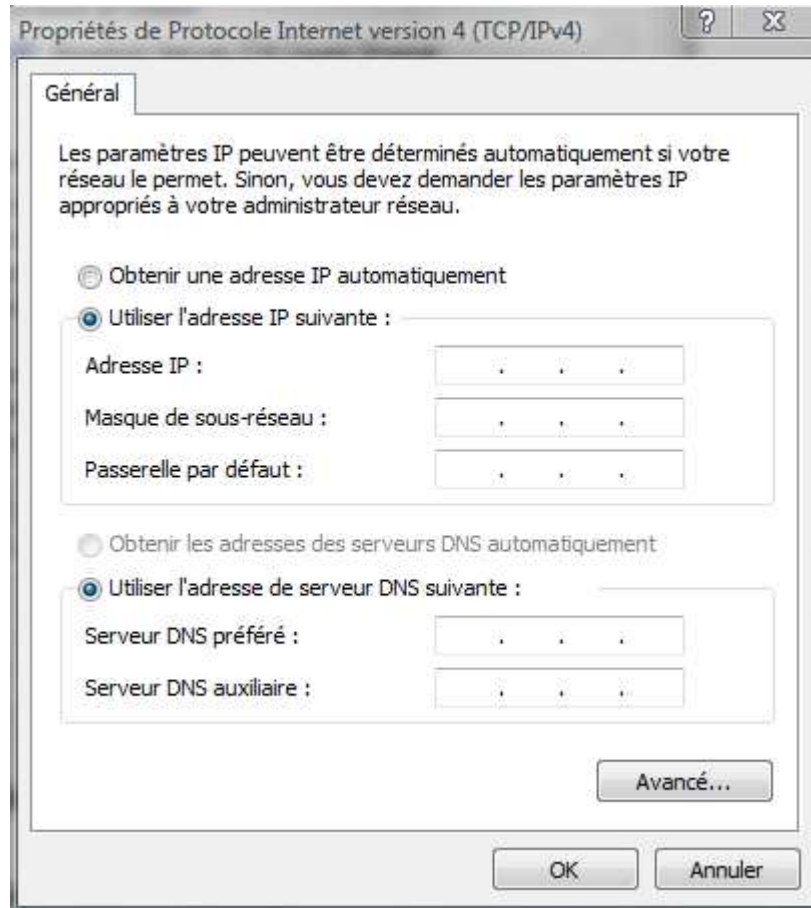 Propriétés de Protocole Internet version 4 (TCP/IPv4)
?
Général
Les paramètres IP peuvent être déterminés automatiquement si votre
réseau le permet. Sinon, vous devez demander les paramètres IP
appropriés à votre administrateur réseau.
Obtenir une adresse IP automatiquement
Utiliser l'adresse IP suivante :
Adresse IP : . . .
Masque de sous-réseau : . . .
Passerelle par défaut : . . .
Obtenir les adresses des serveurs DNS automatiquement
Utiliser l'adresse de serveur DNS suivante :
Serveur DNS préféré : . . .
Serveur DNS auxiliaire : . . .
Avancé...
OK Annuler